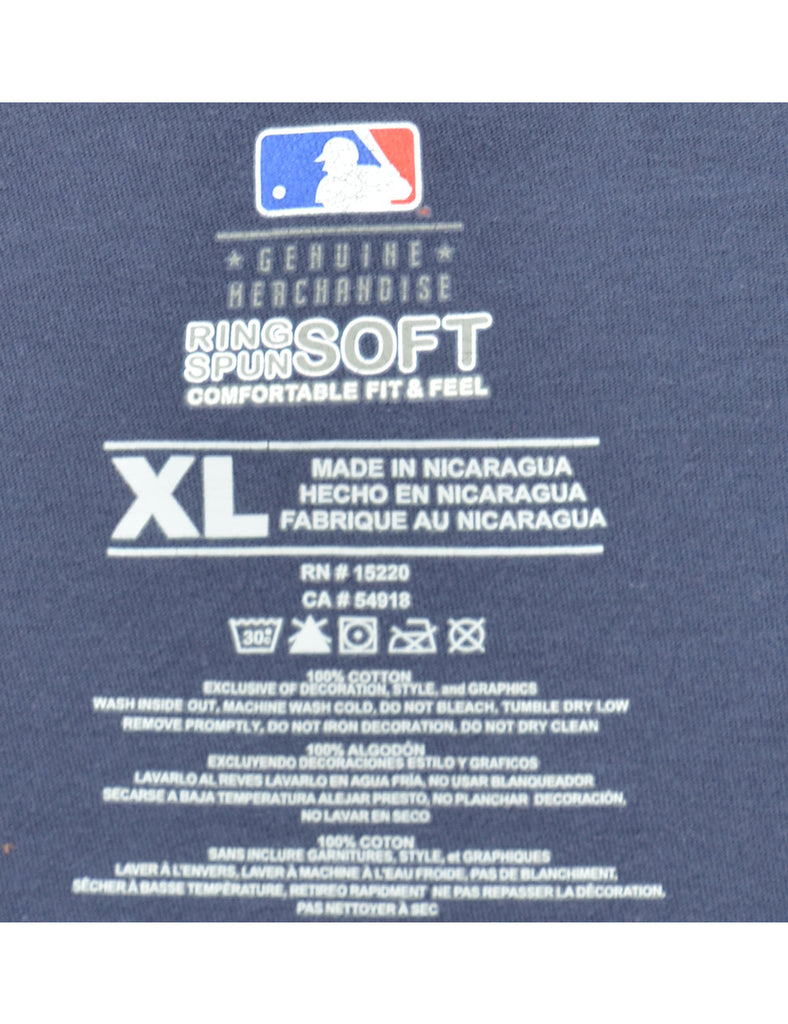 ★ GENUINE ★
MERCHANDISE
RING SPUN SOFT
COMFORTABLE FIT & FEEL
XL
MADE IN NICARAGUA
HECHO EN NICARAGUA
FABRIQUE AU NICARAGUA
RN # 15220
CA # 54918
30°C
100% COTTON
EXCLUSIVE OF DECORATION, STYLE, and GRAPHICS
WASH INSIDE OUT, MACHINE WASH COLD, DO NOT BLEACH, TUMBLE DRY LOW
REMOVE PROMPTLY, DO NOT IRON DECORATION, DO NOT DRY CLEAN
100% ALGODÓN
EXCLUYENDO DECORACIONES ESTILO Y GRAFICOS
LAVARLO AL REVES LAVARLO EN AGUA FRÍA, NO USAR BLANQUEADOR
SECARSE A BAJA TEMPERATURA ALEJAR PRESTO, NO PLANCHAR DECORACIÓN,
NO LAVAR EN SECO
100% COTON
SANS INCLURE GARNITURES, STYLE, et GRAPHIQUES
LAVER À L'ENVERS, LAVER À MACHINE À L'EAU FROIDE, PAS DE BLANCHIMENT,
SÉCHER À BASSE TEMPÉRATURE, RETIREO RAPIDMENT NE PAS REPASSER LA DÉCORATION,
PAS NETTOYER À SEC